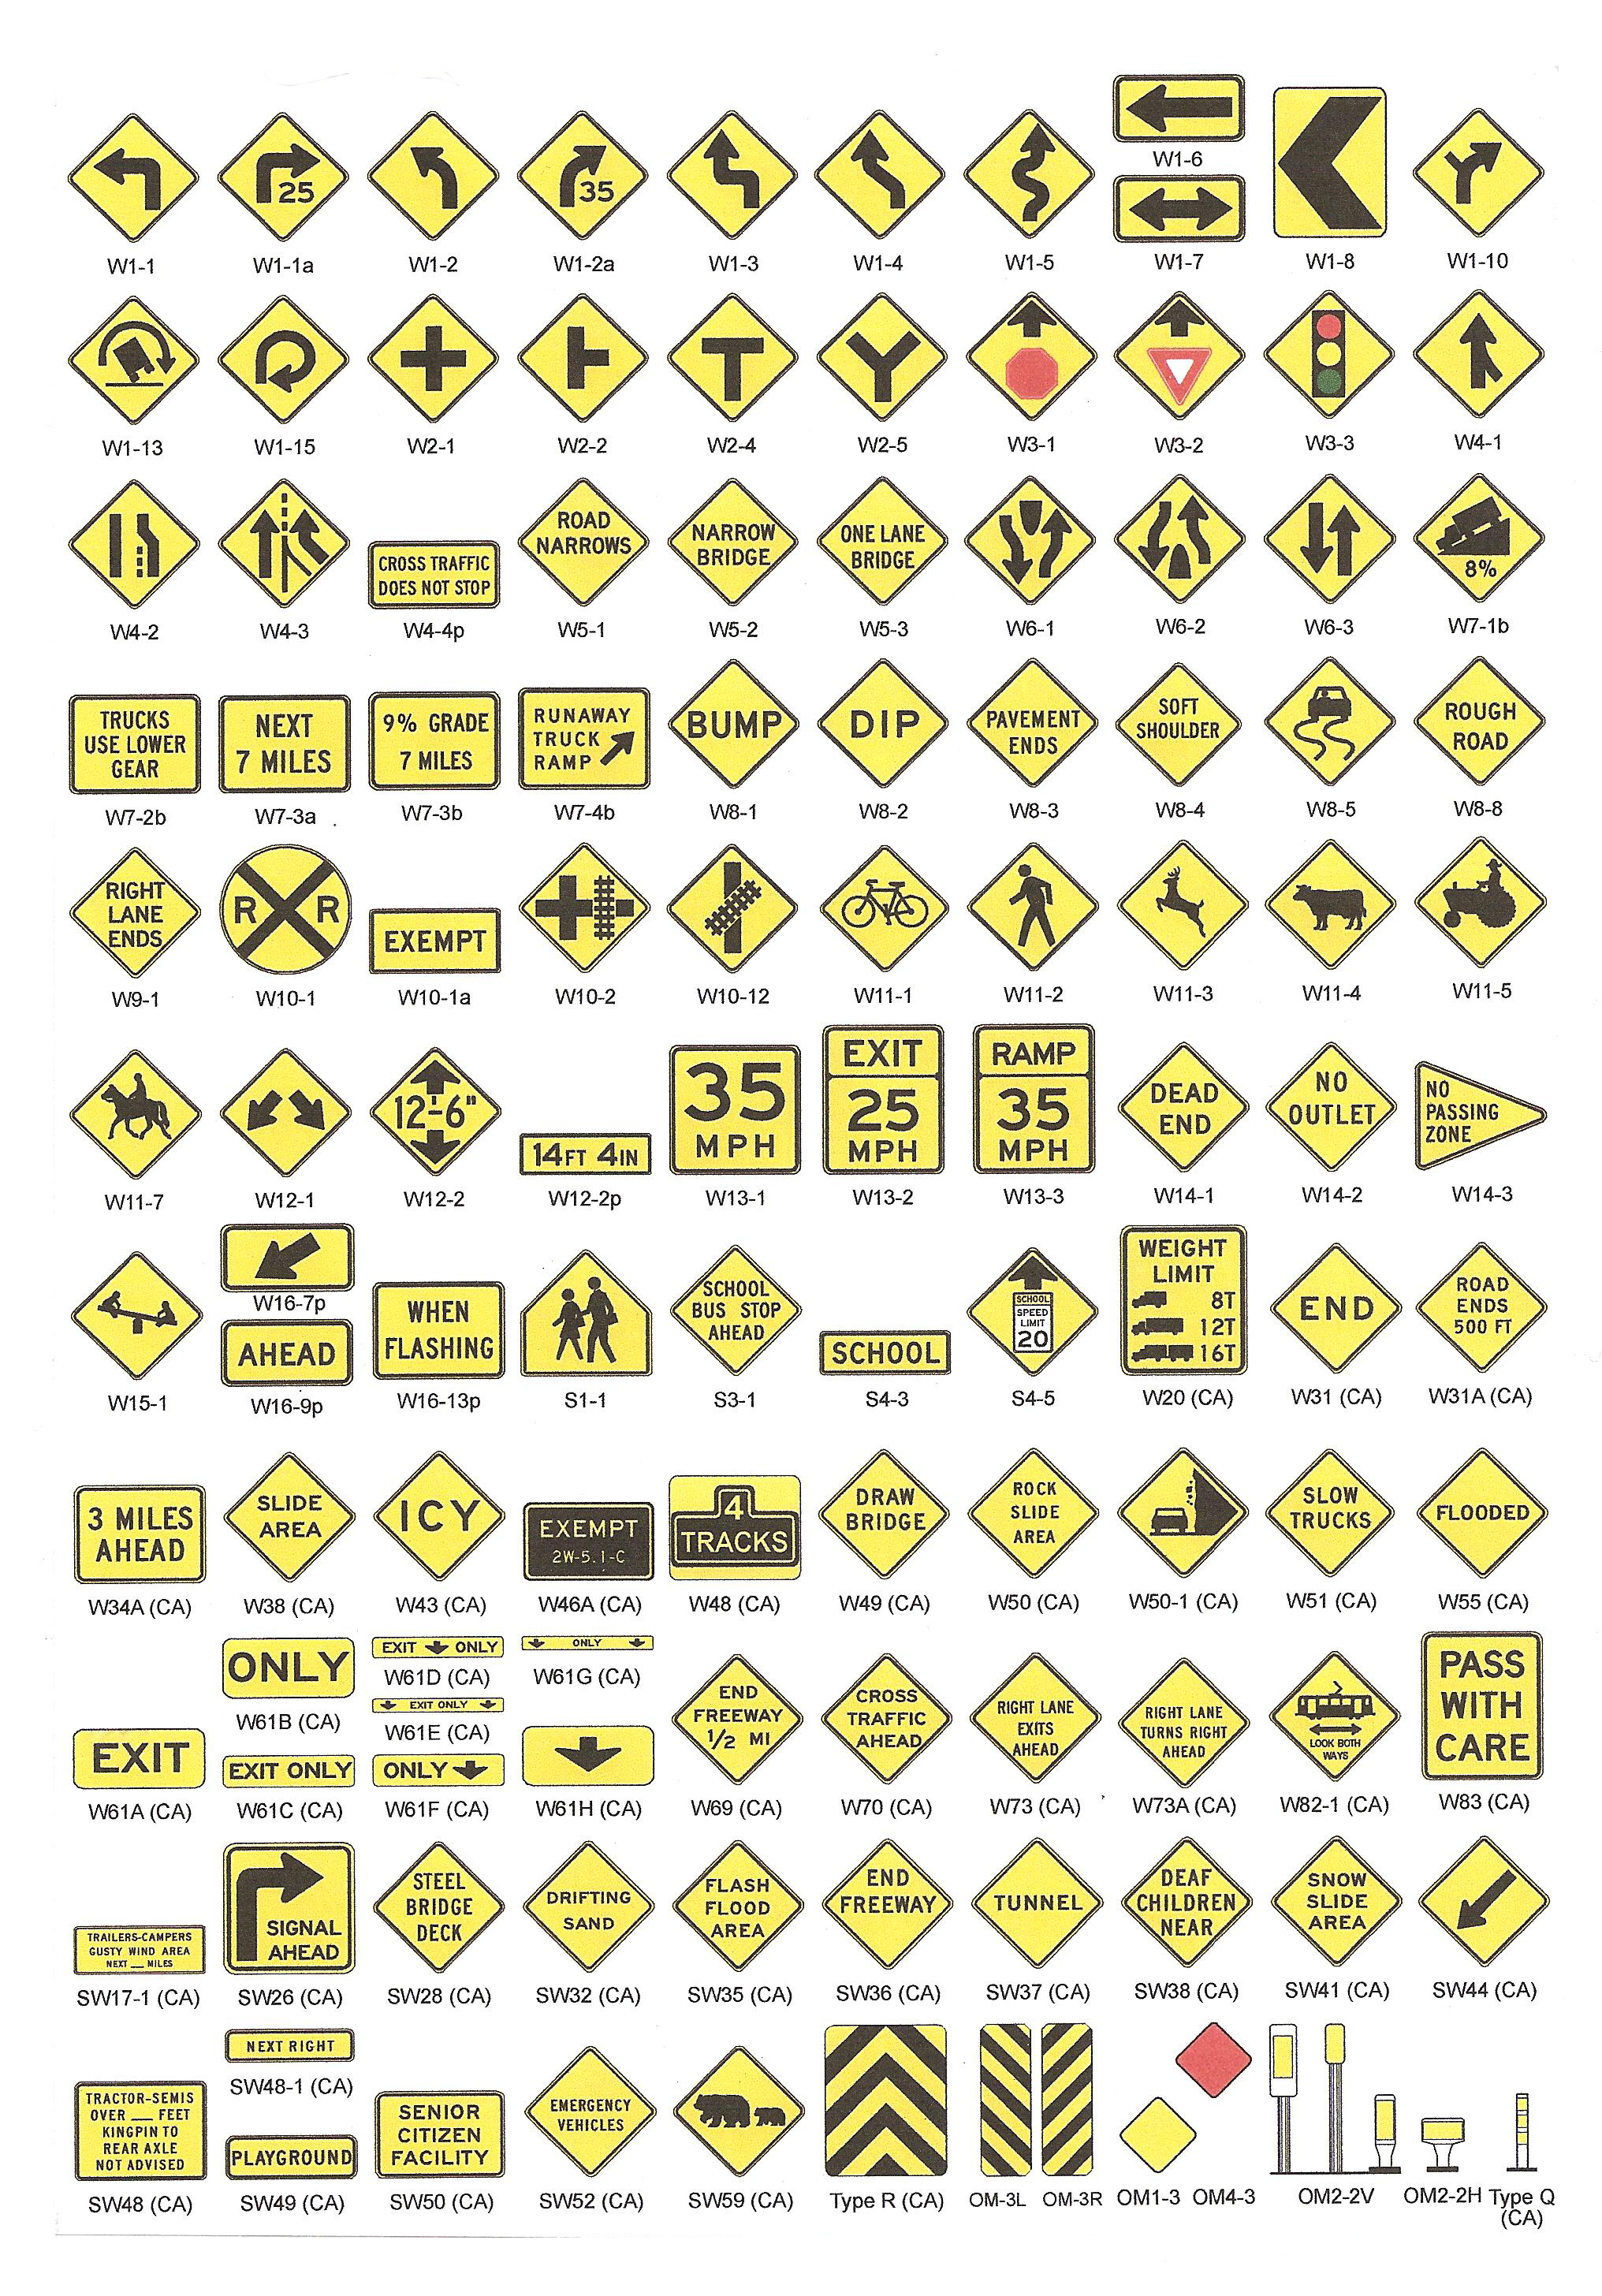 25
35
W1-6
W1-1
W1-1a
W1-2
W1-2a
W1-3
W1-4
W1-5
W1-7
W1-8
W1-10
W1-13
W1-15
W2-1
W2-2
W2-4
W2-5
W3-1
W3-2
W3-3
W4-1
CROSS TRAFFIC
DOES NOT STOP
ROAD
NARROWS
NARROW
BRIDGE
ONE LANE
BRIDGE
8%
W4-2
W4-3
W4-4p
W5-1
W5-2
W5-3
W6-1
W6-2
W6-3
W7-1b
TRUCKS
USE LOWER
GEAR
NEXT
7 MILES
9% GRADE
7 MILES
RUNAWAY
TRUCK
RAMP
BUMP
DIP
PAVEMENT
ENDS
SOFT
SHOULDER
ROUGH
ROAD
W7-2b
W7-3a
W7-3b
W7-4b
W8-1
W8-2
W8-3
W8-4
W8-5
W8-8
RIGHT
LANE
ENDS
R R
EXEMPT
W9-1
W10-1
W10-1a
W10-2
W10-12
W11-1
W11-2
W11-3
W11-4
W11-5
12'-6"
14FT 4IN
35
MPH
EXIT
25
MPH
RAMP
35
MPH
DEAD
END
NO
OUTLET
NO
PASSING
ZONE
W11-7
W12-1
W12-2
W12-2p
W13-1
W13-2
W13-3
W14-1
W14-2
W14-3
W16-7p
AHEAD
WHEN
FLASHING
SCHOOL
BUS STOP
AHEAD
SCHOOL
SCHOOL
SPEED
LIMIT
20
WEIGHT
LIMIT
8T
12T
16T
END
ROAD
ENDS
500 FT
W15-1
W16-9p
W16-13p
S1-1
S3-1
S4-3
S4-5
W20 (CA)
W31 (CA)
W31A (CA)
3 MILES
AHEAD
SLIDE
AREA
ICY
EXEMPT
2W-5.1-C
4
TRACKS
DRAW
BRIDGE
ROCK
SLIDE
AREA
SLOW
TRUCKS
FLOODED
W34A (CA)
W38 (CA)
W43 (CA)
W46A (CA)
W48 (CA)
W49 (CA)
W50 (CA)
W50-1 (CA)
W51 (CA)
W55 (CA)
ONLY
W61B (CA)
EXIT ONLY
W61D (CA)
EXIT ONLY
W61E (CA)
ONLY
W61G (CA)
EXIT
EXIT ONLY
ONLY
END
FREEWAY
1/2 MI
CROSS
TRAFFIC
AHEAD
RIGHT LANE
EXITS
AHEAD
RIGHT LANE
TURNS RIGHT
AHEAD
LOOK BOTH
WAYS
PASS
WITH
CARE
W61A (CA)
W61C (CA)
W61F (CA)
W61H (CA)
W69 (CA)
W70 (CA)
W73 (CA)
W73A (CA)
W82-1 (CA)
W83 (CA)
TRAILERS-CAMPERS
GUSTY WIND AREA
NEXT __ MILES
SIGNAL
AHEAD
STEEL
BRIDGE
DECK
DRIFTING
SAND
FLASH
FLOOD
AREA
END
FREEWAY
TUNNEL
DEAF
CHILDREN
NEAR
SNOW
SLIDE
AREA
SW17-1 (CA)
SW26 (CA)
SW28 (CA)
SW32 (CA)
SW35 (CA)
SW36 (CA)
SW37 (CA)
SW38 (CA)
SW41 (CA)
SW44 (CA)
TRACTOR-SEMIS
OVER __ FEET
KINGPIN TO
REAR AXLE
NOT ADVISED
NEXT RIGHT
SW48-1 (CA)
PLAYGROUND
SENIOR
CITIZEN
FACILITY
EMERGENCY
VEHICLES
SW48 (CA)
SW49 (CA)
SW50 (CA)
SW52 (CA)
SW59 (CA)
Type R (CA)
OM-3L
OM-3R
OM1-3
OM4-3
OM2-2V
OM2-2H
Type Q
(CA)